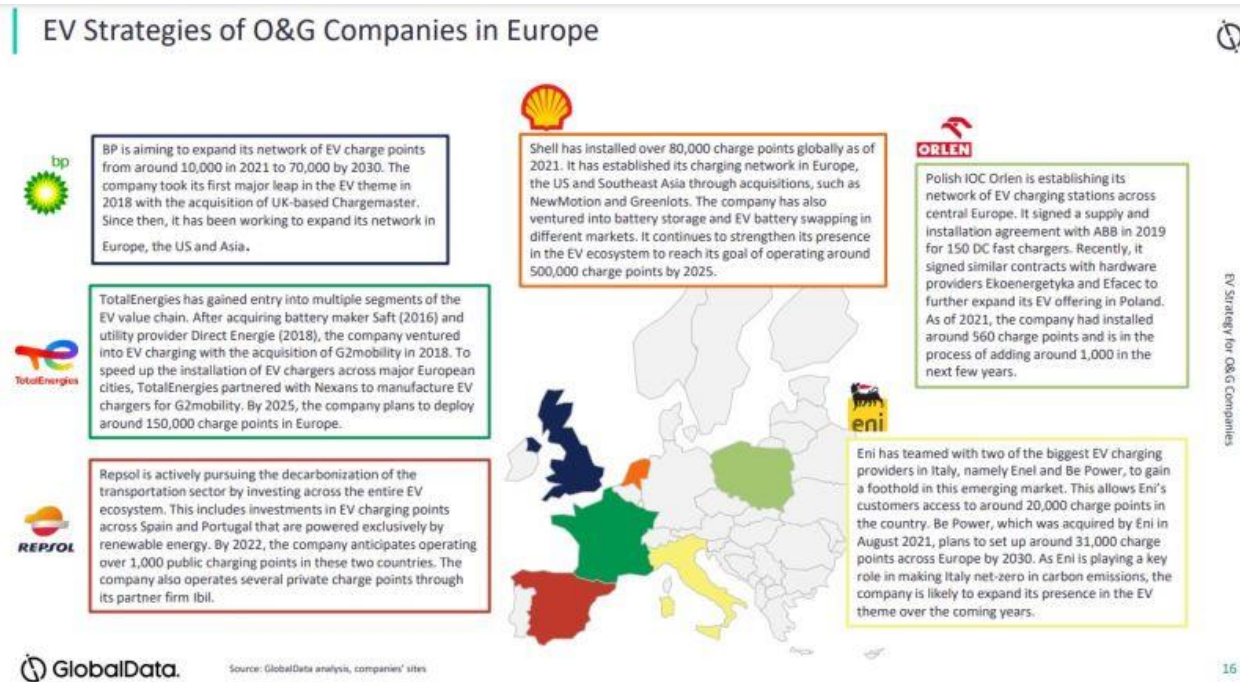 EV Strategies of O&G Companies in Europe
bp
BP is aiming to expand its network of EV charge points
from around 10,000 in 2021 to 70,000 by 2030. The
company took its first major leap in the EV theme in
2018 with the acquisition of UK-based Chargemaster.
Since then, it has been working to expand its network in
Europe, the US and Asia.
TotalEnergies
TotalEnergies has gained entry into multiple segments of the
EV value chain. After acquiring battery maker Saft (2016) and
utility provider Direct Energie (2018), the company ventured
into EV charging with the acquisition of G2mobility in 2018. To
speed up the installation of EV chargers across major European
cities, TotalEnergies partnered with Nexans to manufacture EV
chargers for G2mobility. By 2025, the company plans to deploy
around 150,000 charge points in Europe.
REPSOL
Repsol is actively pursuing the decarbonization of the
transportation sector by investing across the entire EV
ecosystem. This includes investments in EV charging points
across Spain and Portugal that are powered exclusively by
renewable energy. By 2022, the company anticipates operating
over 1,000 public charging points in these two countries. The
company also operates several private charge points through
its partner firm Ibil.
Shell has installed over 80,000 charge points globally as of
2021. It has established its charging network in Europe,
the US and Southeast Asia through acquisitions, such as
NewMotion and Greenlots. The company has also
ventured into battery storage and EV battery swapping in
different markets. It continues to strengthen its presence
in the EV ecosystem to reach its goal of operating around
500,000 charge points by 2025.
ORLEN
Polish IOC Orlen is establishing its
network of EV charging stations across
central Europe. It signed a supply and
installation agreement with ABB in 2019
for 150 DC fast chargers. Recently, it
signed similar contracts with hardware
providers Ekoenergetyka and Efacec to
further expand its EV offering in Poland.
As of 2021, the company had installed
around 560 charge points and is in the
process of adding around 1,000 in the
next few years.
eni
Eni has teamed with two of the biggest EV charging
providers in Italy, namely Enel and Be Power, to gain
a foothold in this emerging market. This allows Eni's
customers access to around 20,000 charge points in
the country. Be Power, which was acquired by Eni in
August 2021, plans to set up around 31,000 charge
points across Europe by 2030. As Eni is playing a key
role in making Italy net-zero in carbon emissions, the
company is likely to expand its presence in the EV
theme over the coming years.
EV Strategy for O&G Companies
GlobalData.
Source: GlobalData analysis, companies' sites
16